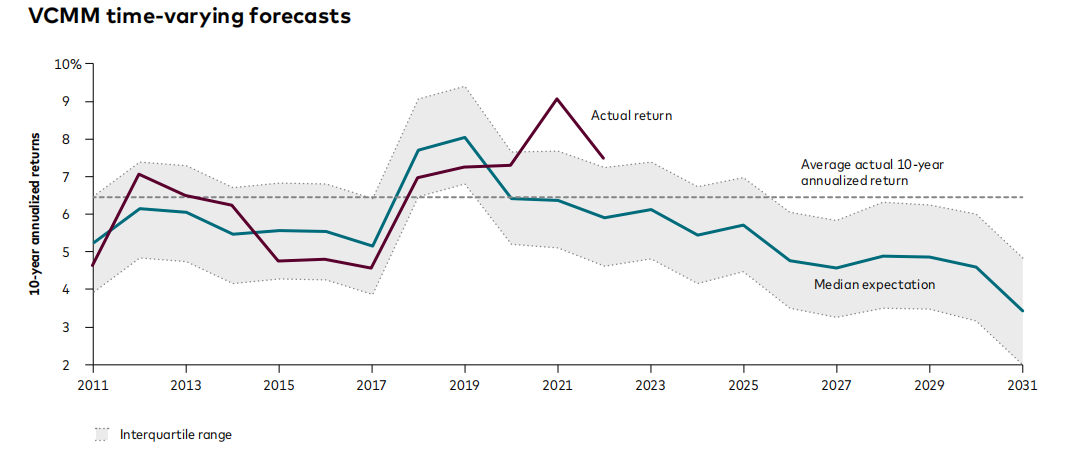 VCMM time-varying forecasts
10-year annualized returns
10%
9
8
7
6
5
4
3
2
Actual return
Average actual 10-year
annualized return
Median expectation
2011 2013 2015 2017 2019 2021 2023 2025 2027 2029 2031
Interquartile range